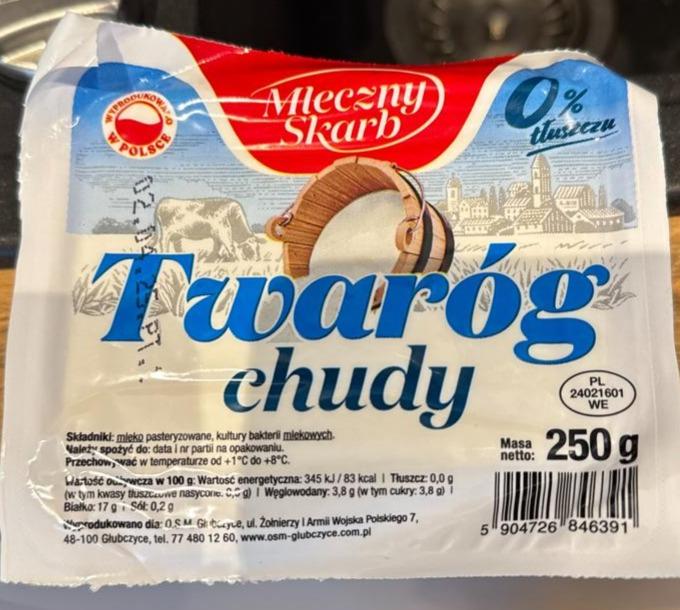 WYPRODUKOWANO
W POLSCE
Mleczny
Skarb
0%
tłuszczu
Twaróg
chudy
PL
24021601
WE
Składniki: mleko pasteryzowane, kultury bakterii mlekowych.
Należy spożyć do: data i nr partii na opakowaniu.
Przechowywać w temperaturze od +1°C do +8°C.
Masa
netto: 250 g
Wartość odżywcza w 100 g: Wartość energetyczna: 345 kJ / 83 kcal | Tłuszcz: 0,0 g
(w tym kwasy tłuszczowe nasycone: 0,0 g) | Węglowodany: 3,8 g (w tym cukry: 3,8 g) |
Białko: 17 g | Sól: 0,2 g
Wyprodukowano dla: O.S.M. Głubczyce, ul. Żołnierzy I Armii Wojska Polskiego 7,
48-100 Głubczyce, tel. 77 480 12 60, www.osm-glubczyce.com.pl
5 904726 846391